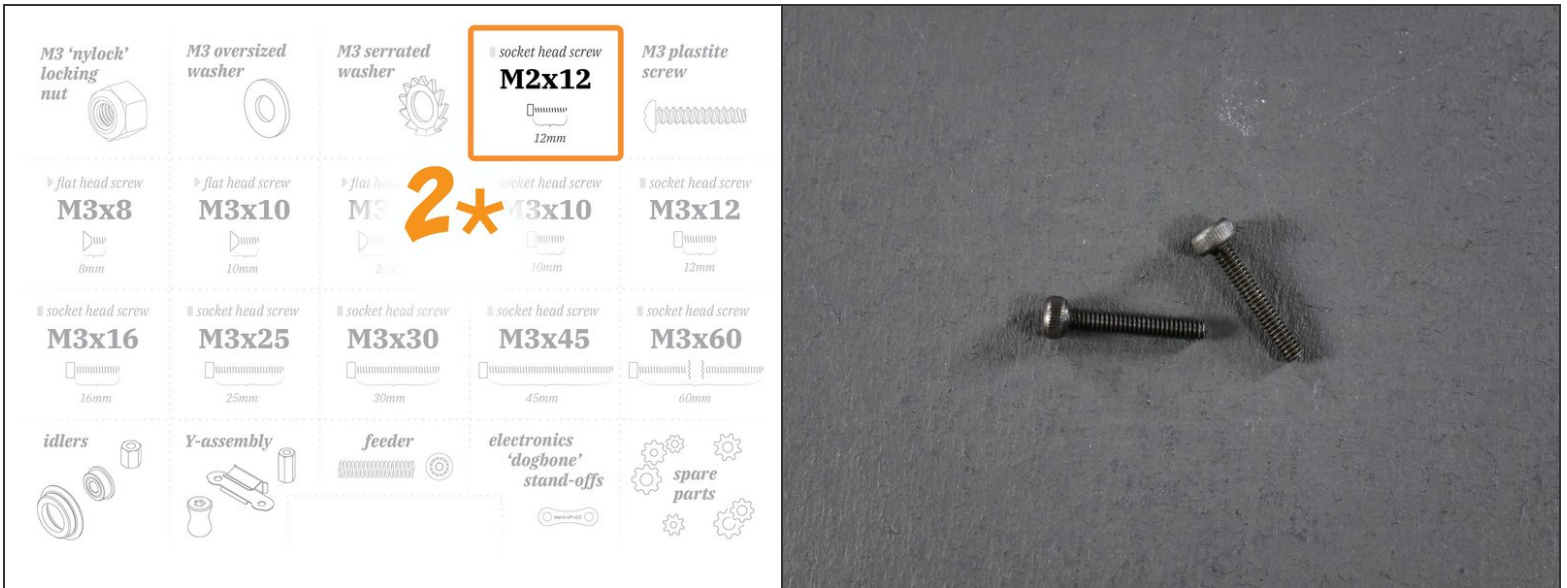 M3 'nylock'
locking
nut
M3 oversized
washer
M3 serrated
washer
socket head screw
M2x12
12mm
M3 plastite
screw
flat head screw
M3x8
8mm
flat head screw
M3x10
10mm
flat
M3
25m
2*
socket head screw
M3x10
10mm
socket head screw
M3x12
12mm
socket head screw
M3x16
16mm
socket head screw
M3x25
25mm
socket head screw
M3x30
30mm
socket head screw
M3x45
45mm
socket head screw
M3x60
60mm
idlers
Y-assembly
feeder
electronics
'dogbone'
stand-offs
spare
parts